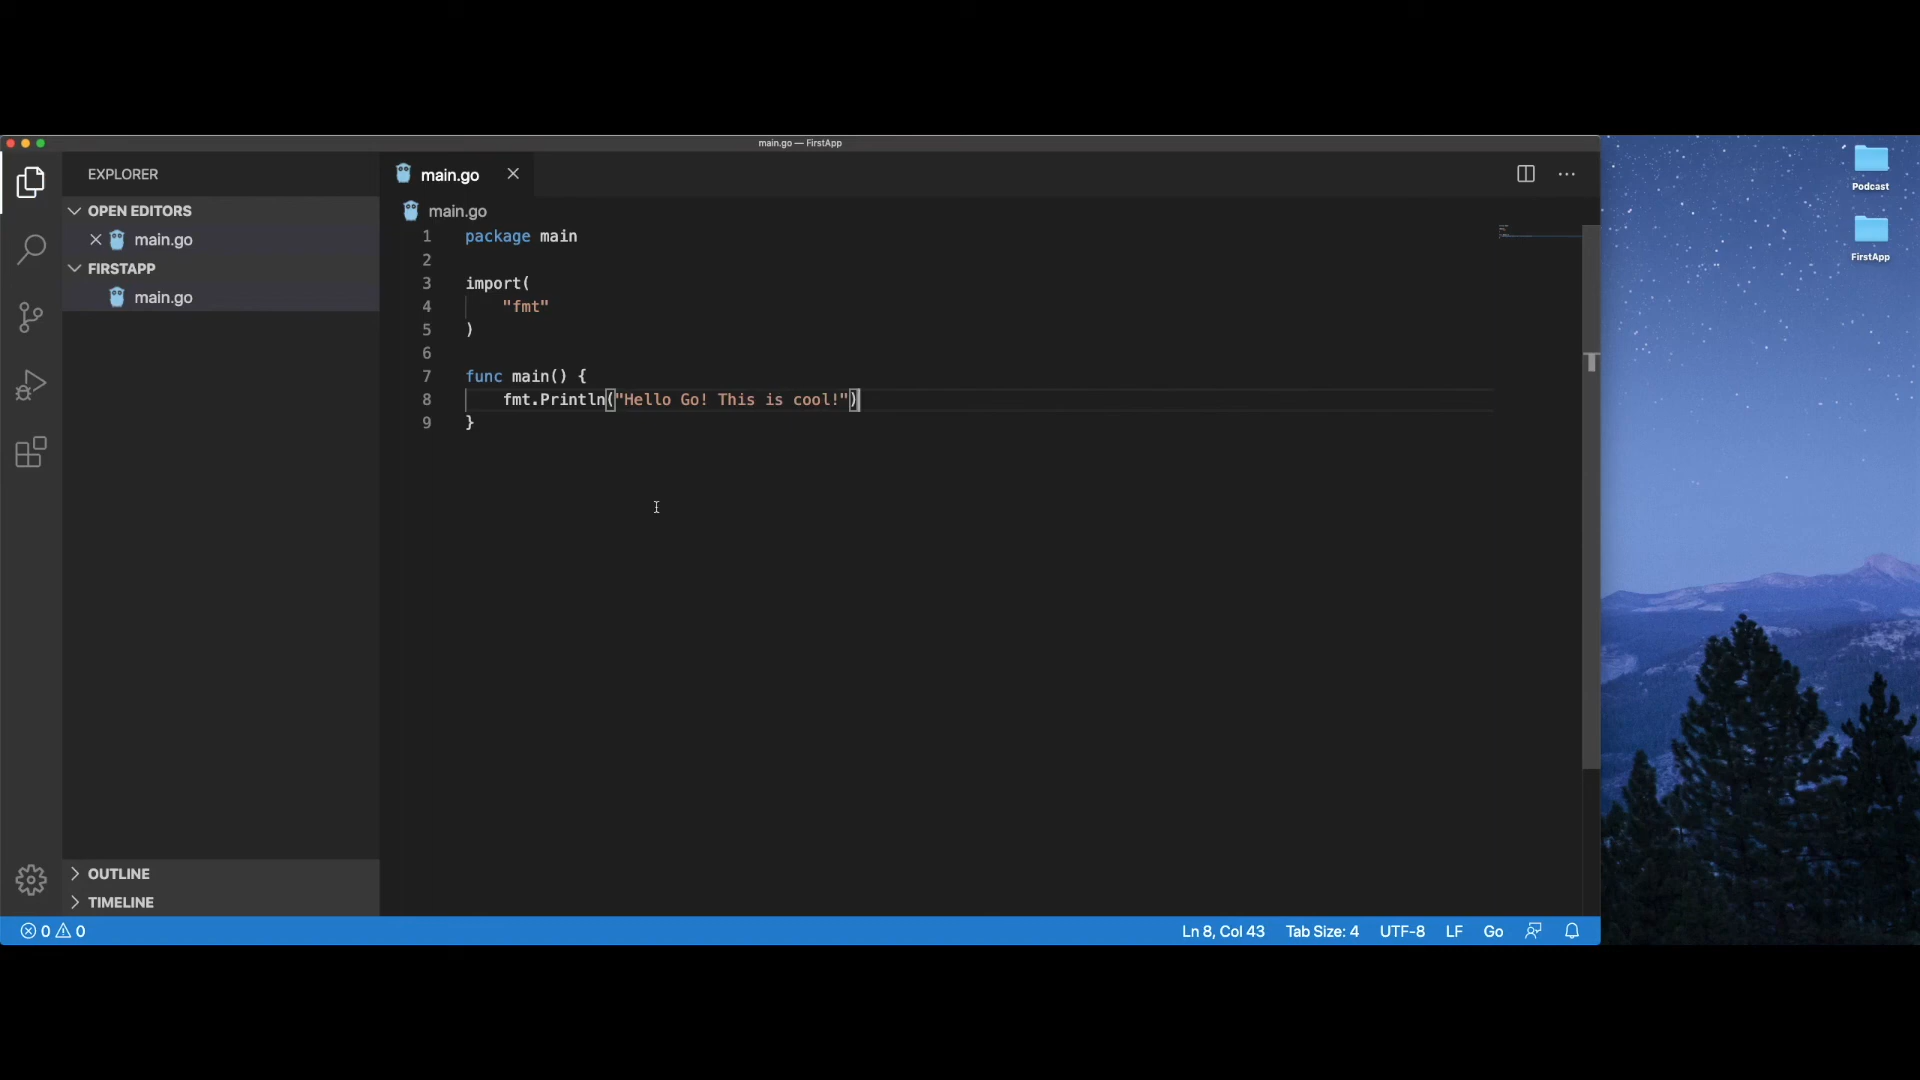 main.go — FirstApp
EXPLORER
OPEN EDITORS
main.go
FIRSTAPP
main.go
OUTLINE
TIMELINE
main.go
main.go
1 package main
2
3 import(
4 "fmt"
5 )
6
7 func main() {
8 fmt.Println("Hello Go! This is cool!")
9 }
0 0
Ln 8, Col 43 Tab Size: 4 UTF-8 LF Go
Podcast
FirstApp